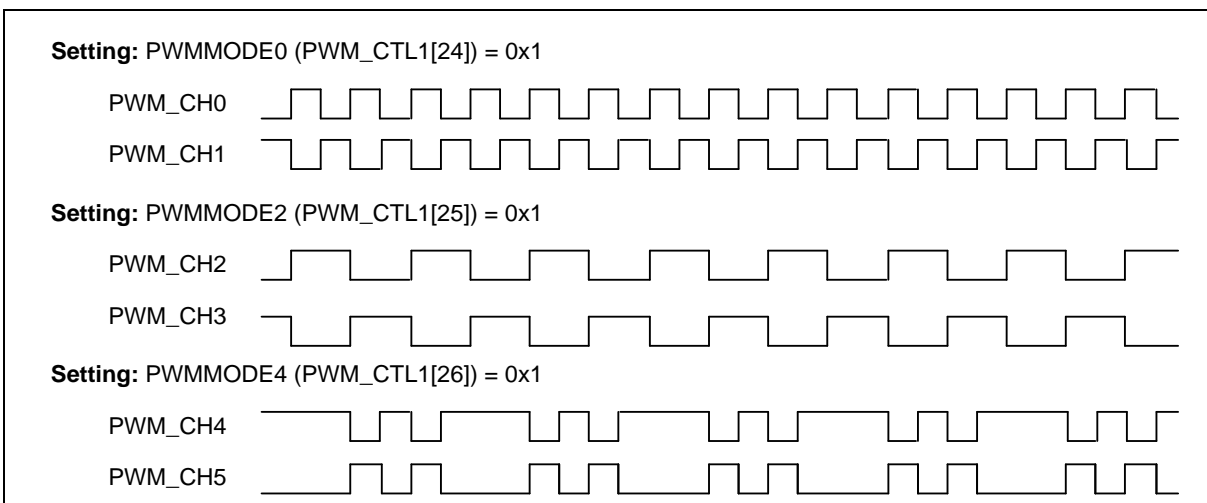 Setting: PWMMODE0 (PWM_CTL1[24]) = 0x1
PWM_CH0
PWM_CH1
Setting: PWMMODE2 (PWM_CTL1[25]) = 0x1
PWM_CH2
PWM_CH3
Setting: PWMMODE4 (PWM_CTL1[26]) = 0x1
PWM_CH4
PWM_CH5